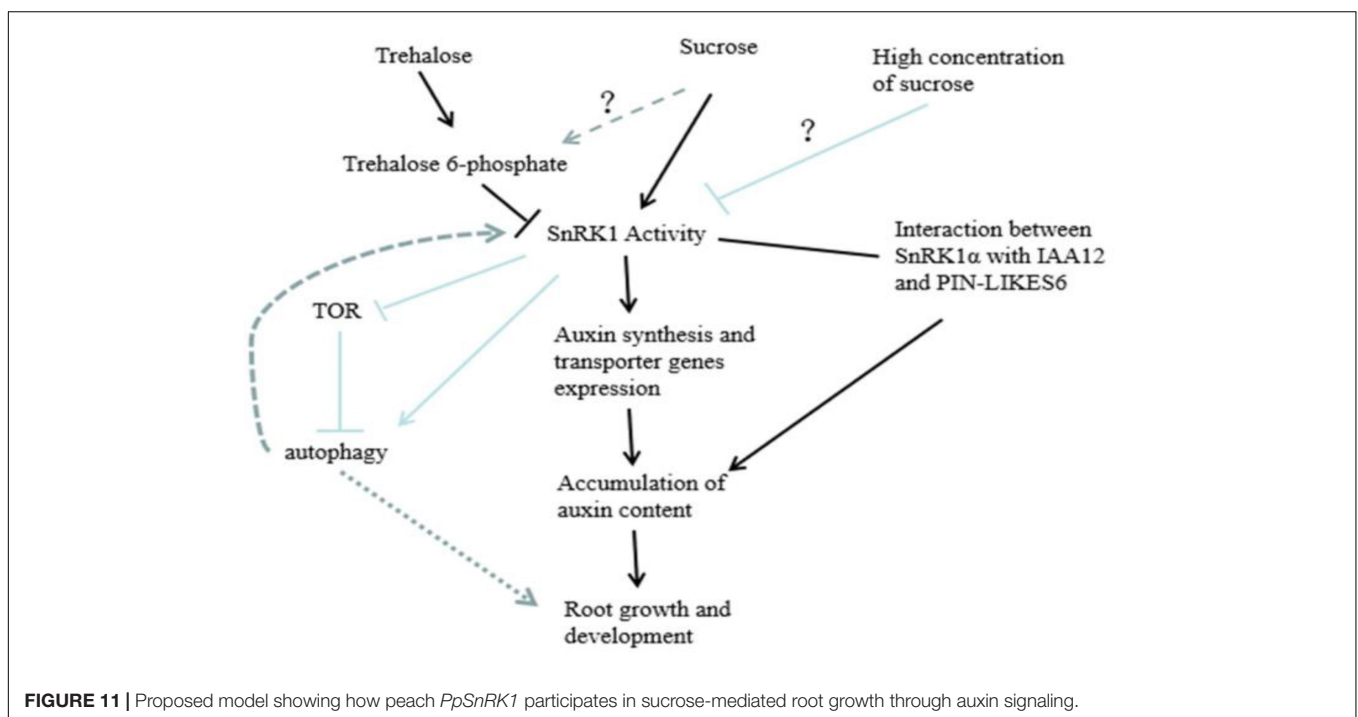 Trehalose
Sucrose
High concentration
of sucrose
?
?
Trehalose 6-phosphate
SnRK1 Activity
Interaction between
SnRK1α with IAA12
and PIN-LIKES6
TOR
Auxin synthesis and
transporter genes
expression
autophagy
Accumulation of
auxin content
Root growth and
development
FIGURE 11 | Proposed model showing how peach PpSnRK1 participates in sucrose-mediated root growth through auxin signaling.